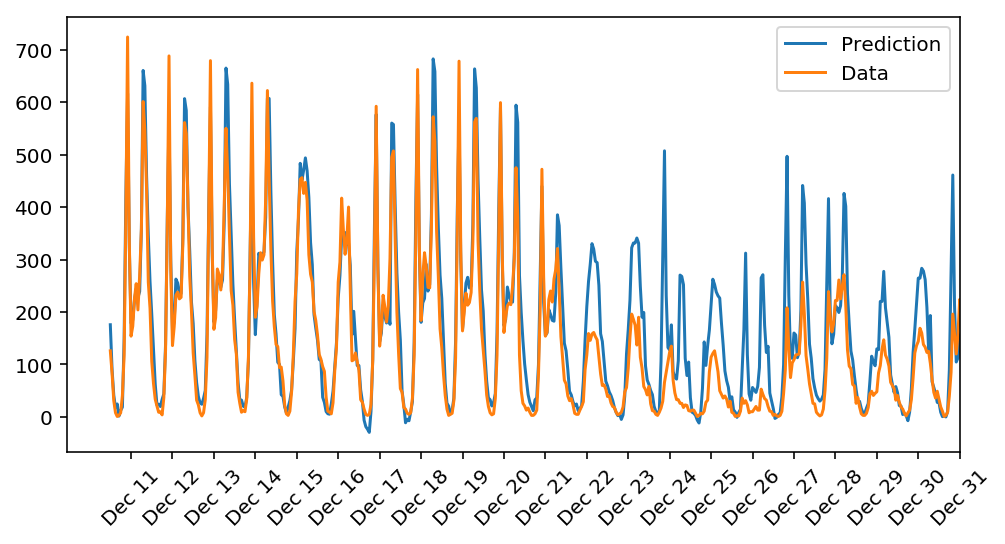 Prediction
Data
700
600
500
400
300
200
100
0
Dec 11
Dec 12
Dec 13
Dec 14
Dec 15
Dec 16
Dec 17
Dec 18
Dec 19
Dec 20
Dec 21
Dec 22
Dec 23
Dec 24
Dec 25
Dec 26
Dec 27
Dec 28
Dec 29
Dec 30
Dec 31